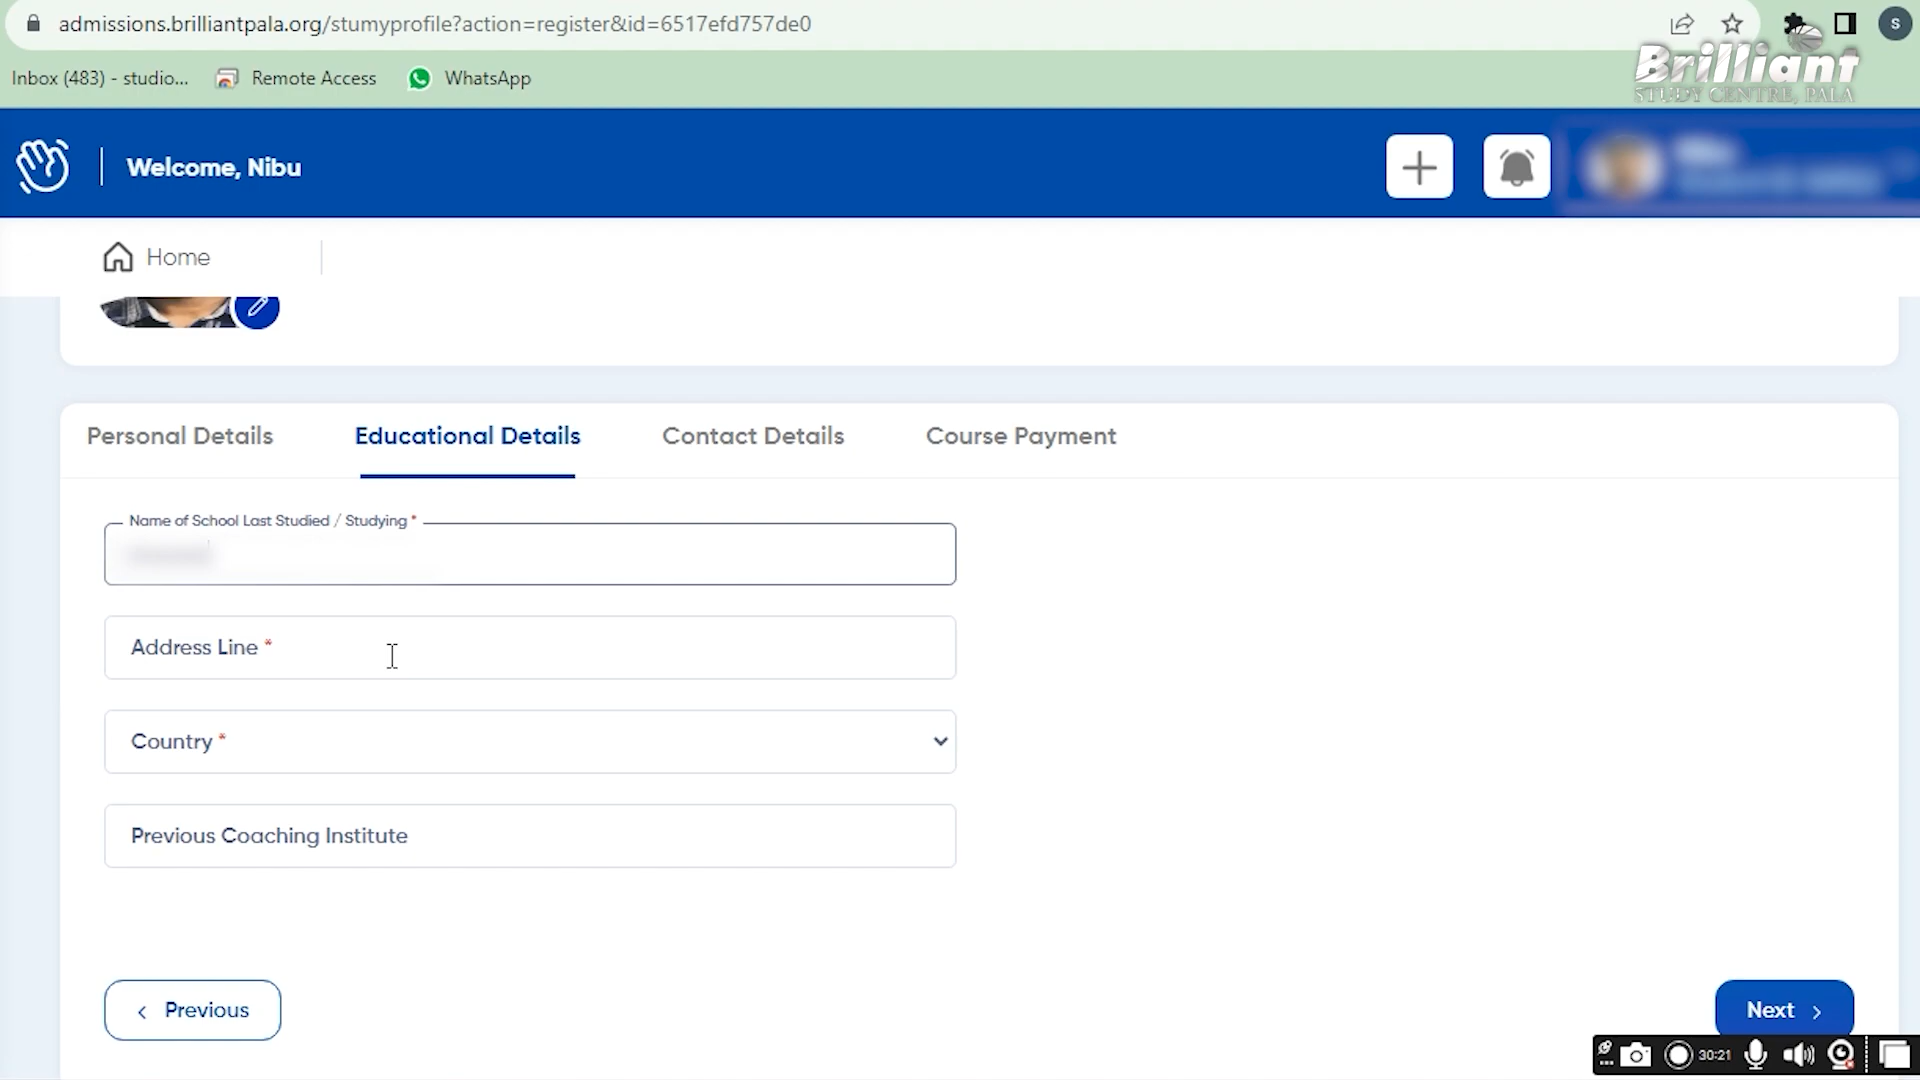 admissions.brilliantpala.org/stumyprofile?action=register&id=6517efd757de0
S
Inbox (483) - studio...
Remote Access
WhatsApp
Brilliant
STUDY CENTRE, PALA
Welcome, Nibu
Home
Personal Details
Educational Details
Contact Details
Course Payment
Name of School Last Studied / Studying *
Address Line *
Country *
Previous Coaching Institute
‹ Previous
Next ›
30:21